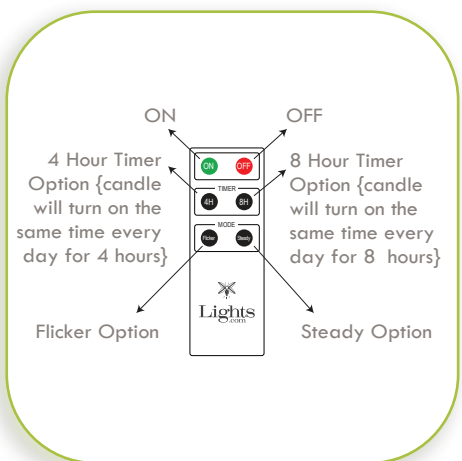 ON
OFF
4 Hour Timer
Option {candle
will turn on the
same time every
day for 4 hours}
8 Hour Timer
Option {candle
will turn on the
same time every
day for 8 hours}
ON
OFF
TIMER
4H
8H
MODE
Flicker
Steady
Lights
.com
Flicker Option
Steady Option